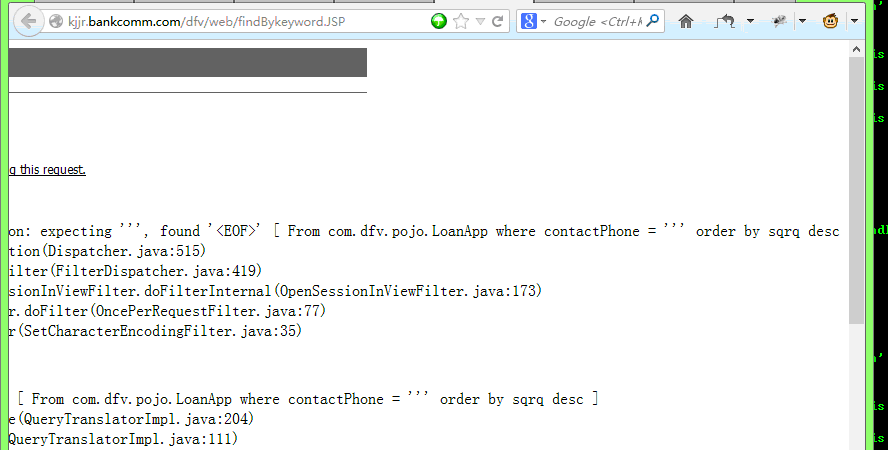 kjjr.bankcomm.com/dfv/web/findBykeyword.JSP
Google <Ctrl+K
g this request.
on: expecting ''', found '<EOF>' [ From com.dfv.pojo.LoanApp where contactPhone = ''' order by sqrq desc
tion(Dispatcher.java:515)
ilter(FilterDispatcher.java:419)
sionInViewFilter.doFilterInternal(OpenSessionInViewFilter.java:173)
r.doFilter(OncePerRequestFilter.java:77)
r(SetCharacterEncodingFilter.java:35)
[ From com.dfv.pojo.LoanApp where contactPhone = ''' order by sqrq desc ]
e(QueryTranslatorImpl.java:204)
QueryTranslatorImpl.java:111)